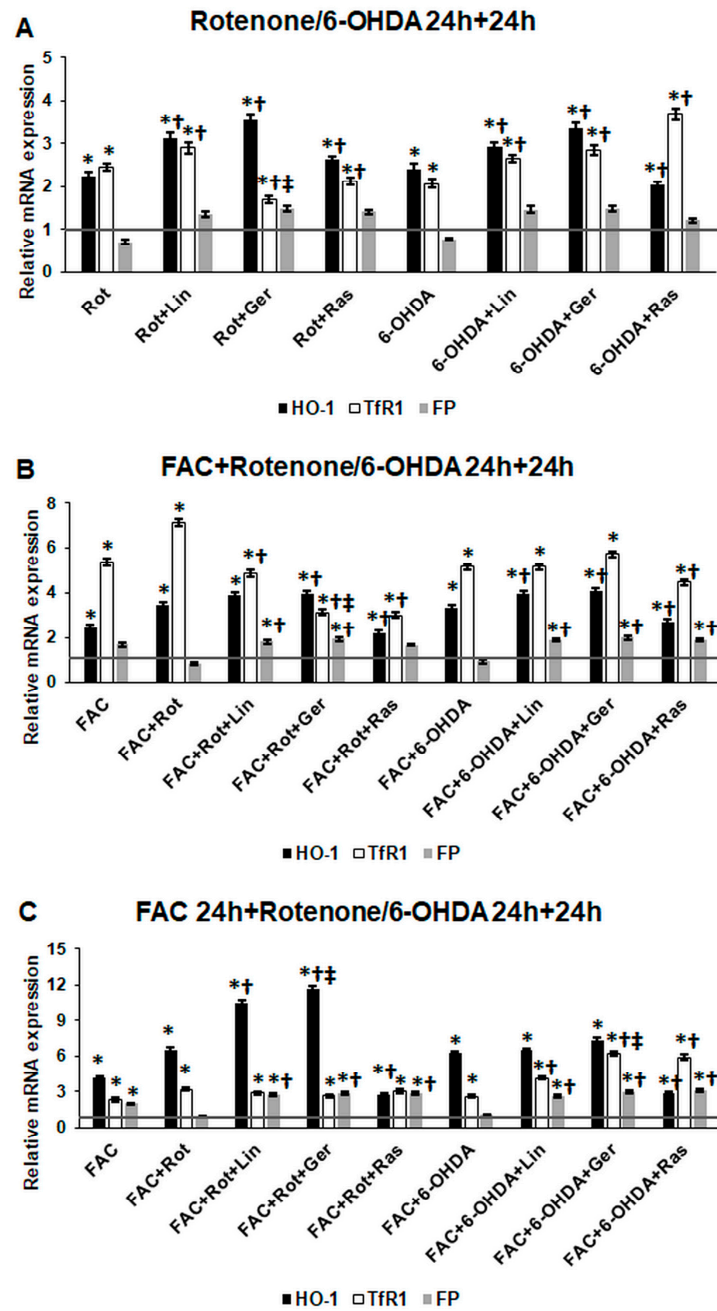 A
Rotenone/6-OHDA 24h+24h
Relative mRNA expression
5
4
3
2
1
0
* * *† *† *† *†‡ *† *† * * *† *† *† *† *† *†
Rot Rot+Lin Rot+Ger Rot+Ras 6-OHDA 6-OHDA+Lin 6-OHDA+Ger 6-OHDA+Ras
HO-1 TfR1 FP
B
FAC+Rotenone/6-OHDA 24h+24h
Relative mRNA expression
8
6
4
2
0
* * * * * *† *† *† *†‡ *† *† *† * * *† * *† *† * *† *† *† *†
FAC FAC+Rot FAC+Rot+Lin FAC+Rot+Ger FAC+Rot+Ras FAC+6-OHDA FAC+6-OHDA+Lin FAC+6-OHDA+Ger FAC+6-OHDA+Ras
HO-1 TfR1 FP
C
FAC 24h+Rotenone/6-OHDA 24h+24h
Relative mRNA expression
15
12
9
6
3
0
* * * * * *† * *† *†‡ * *† *† * *† * * * *† *† * *†‡ *† *† *† *†
FAC FAC+Rot FAC+Rot+Lin FAC+Rot+Ger FAC+Rot+Ras FAC+6-OHDA FAC+6-OHDA+Lin FAC+6-OHDA+Ger FAC+6-OHDA+Ras
HO-1 TfR1 FP